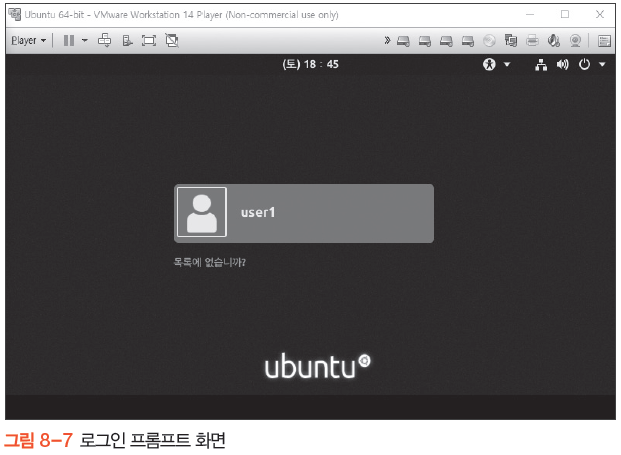 Ubuntu 64-bit - VMware Workstation 14 Player (Non-commercial use only)
Player
(토) 18 : 45
user1
목록에 없습니까?
ubuntu
그림 8-7 로그인 프롬프트 화면